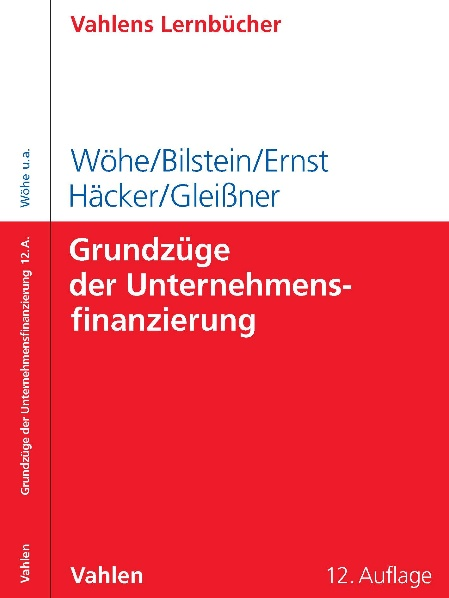 Vahlens Lernbücher
Wöhe/Bilstein/Ernst
Häcker/Gleißner
Grundzüge
der Unternehmens-
finanzierung
Vahlen
12. Auflage
Wöhe u.a.
Grundzüge der Unternehmensfinanzierung 12.A.
Vahlen